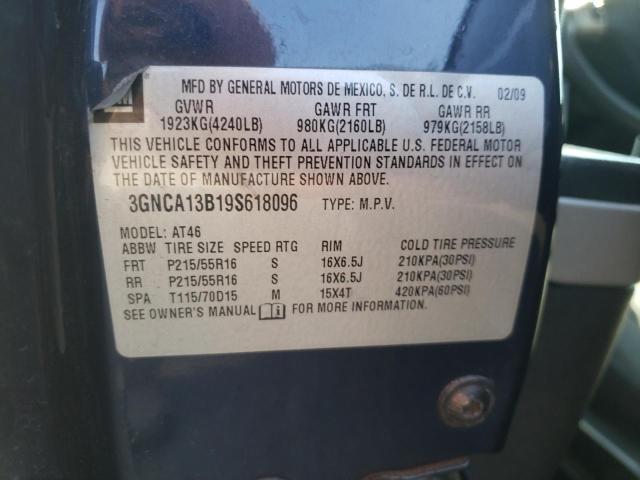 MFD BY GENERAL MOTORS DE MEXICO, S. DE R.L. DE C.V. 02/09
GVWR GAWR FRT GAWR RR
1923KG(4240LB) 980KG(2160LB) 979KG(2158LB)
THIS VEHICLE CONFORMS TO ALL APPLICABLE U.S. FEDERAL MOTOR
VEHICLE SAFETY AND THEFT PREVENTION STANDARDS IN EFFECT ON
THE DATE OF MANUFACTURE SHOWN ABOVE.
3GNCA13B19S618096 TYPE: M.P.V.
MODEL: AT46
ABBW TIRE SIZE SPEED RTG RIM COLD TIRE PRESSURE
FRT P215/55R16 S 16X6.5J 210KPA(30PSI)
RR P215/55R16 S 16X6.5J 210KPA(30PSI)
SPA T115/70D15 M 15X4T 420KPA(60PSI)
SEE OWNER'S MANUAL FOR MORE INFORMATION.